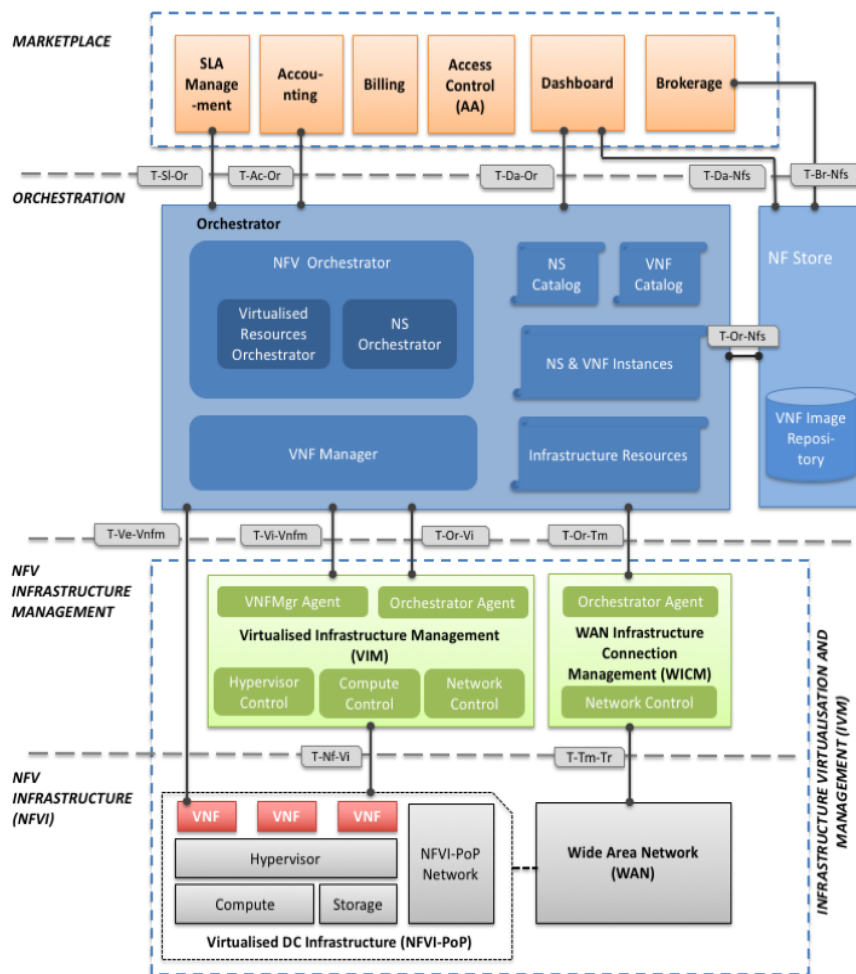 MARKETPLACE
SLA
Manage
-ment
Accou-
nting
Billing
Access
Control
(AA)
Dashboard
Brokerage
T-Sl-Or
T-Ac-Or
T-Da-Or
T-Da-Nfs
T-Br-Nfs
ORCHESTRATION
Orchestrator
NFV Orchestrator
Virtualised
Resources
Orchestrator
NS
Orchestrator
VNF Manager
NS
Catalog
VNF
Catalog
NS & VNF Instances
Infrastructure Resources
T-Or-Nfs
NF Store
VNF Image
Reposi-
tory
T-Ve-Vnfm
T-Vi-Vnfm
T-Or-Vi
T-Or-Tm
NFV
INFRASTRUCTURE
MANAGEMENT
VNFMgr Agent
Orchestrator Agent
Virtualised Infrastructure Management
(VIM)
Hypervisor
Control
Compute
Control
Network
Control
Orchestrator Agent
WAN Infrastructure
Connection
Management (WICM)
Network Control
INFRASTRUCTURE VIRTUALISATION AND
MANAGEMENT (IVM)
T-Nf-Vi
T-Tm-Tr
NFV
INFRASTRUCTURE
(NFVI)
VNF
VNF
VNF
Hypervisor
Compute
Storage
NFVI-PoP
Network
Virtualised DC Infrastructure (NFVI-PoP)
Wide Area Network
(WAN)